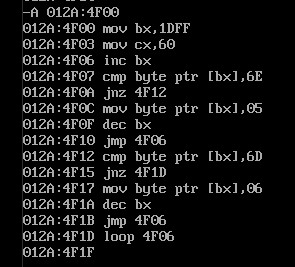 -A 012A:4F00
012A:4F00 mov bx,1DFF
012A:4F03 mov cx,60
012A:4F06 inc bx
012A:4F07 cmp byte ptr [bx],6E
012A:4F0A jnz 4F12
012A:4F0C mov byte ptr [bx],05
012A:4F0F dec bx
012A:4F10 jmp 4F06
012A:4F12 cmp byte ptr [bx],6D
012A:4F15 jnz 4F1D
012A:4F17 mov byte ptr [bx],06
012A:4F1A dec bx
012A:4F1B jmp 4F06
012A:4F1D loop 4F06
012A:4F1F